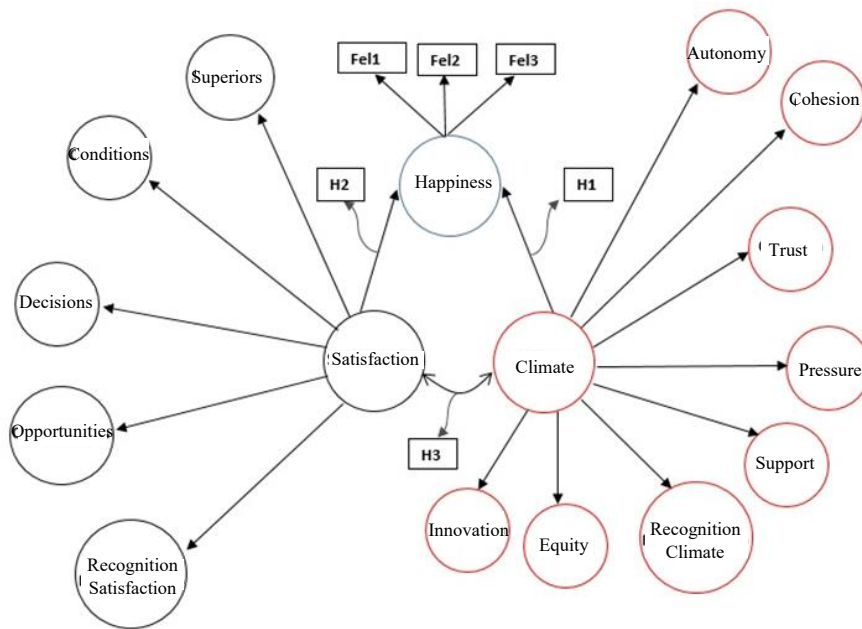 Fel1
Fel2
Fel3
Autonomy
Superiors
Cohesion
Conditions
H2
Happiness
H1
Trust
Decisions
Satisfaction
Climate
Pressure
Opportunities
H3
Support
Innovation
Equity
Recognition
Climate
Recognition
Satisfaction